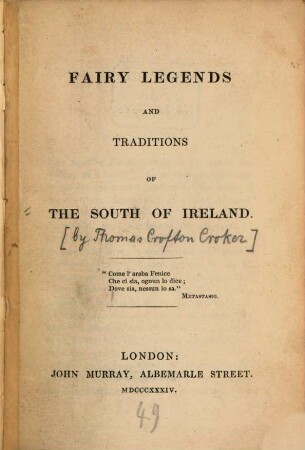 FAIRY LEGENDS
AND
TRADITIONS
OF
THE SOUTH OF IRELAND.
[by Thomas Crofton Croker]
"Come l' araba Fenice
Che ci sia, ognun lo dice;
Dove sia, nessun lo sa."
METASTASIO.
LONDON:
JOHN MURRAY, ALBEMARLE STREET.
MDCCCXXXIV.
49